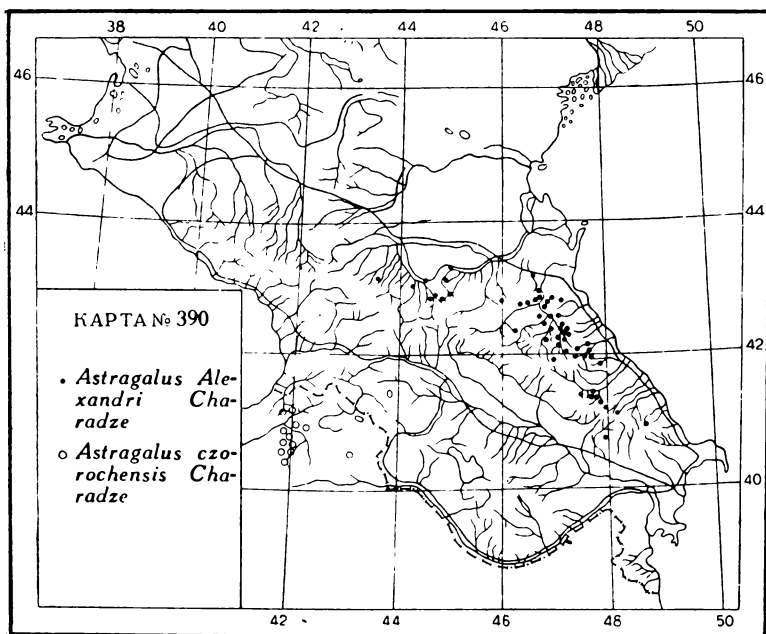 38 40 42 44 46 48 50
46 46
44 44
КАРТА № 390
• Astragalus Ale-
xandri Cha-
radze
○ Astragalus czo-
rochensis Cha-
radze
42 42
40
42 44 46 48 50